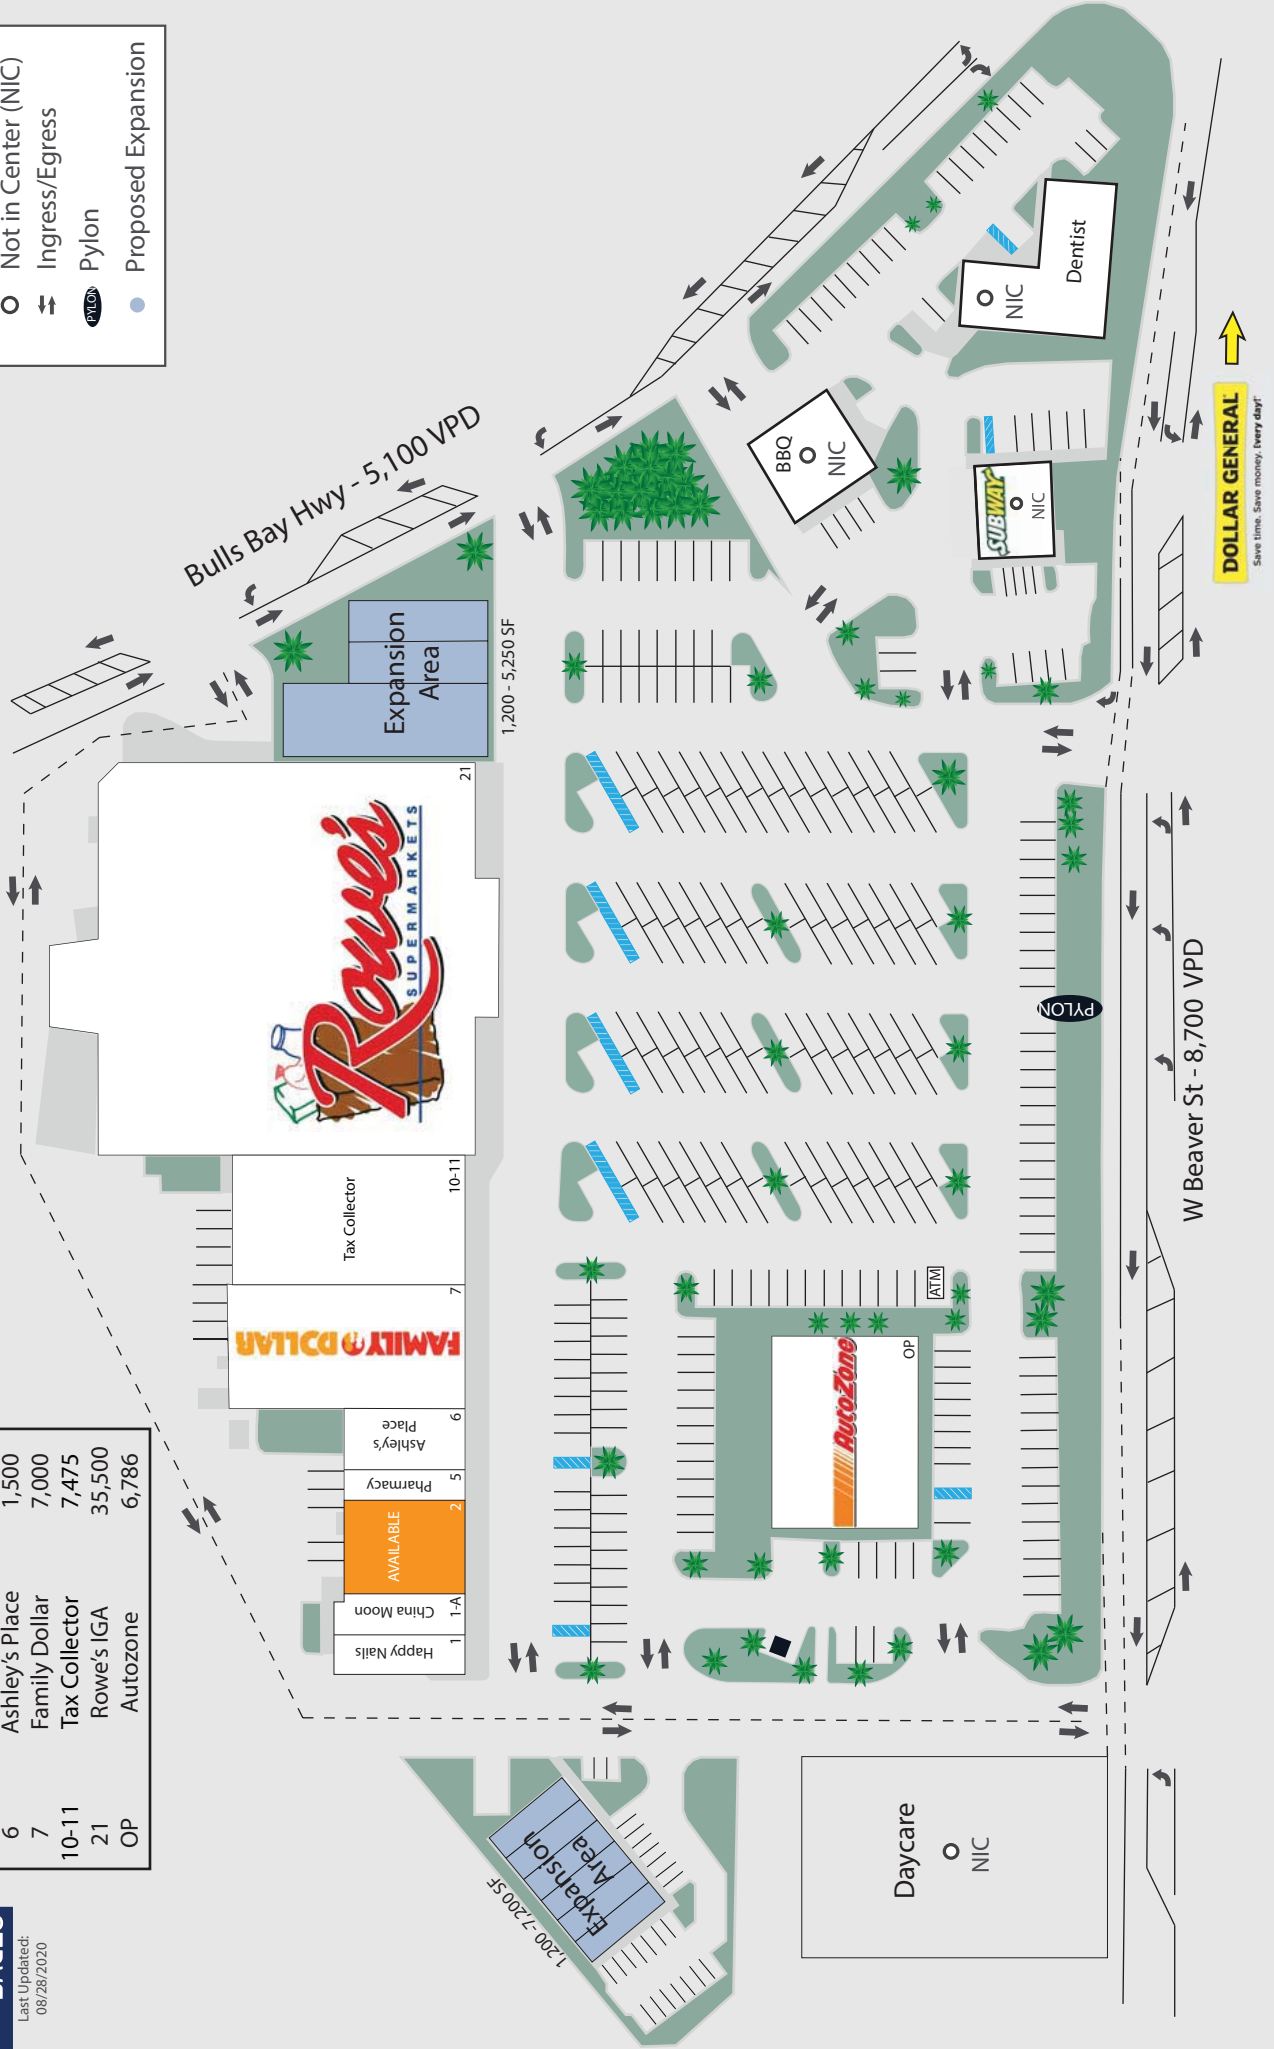 Not in Center (NIC)
Ingress/Egress
PYLON Pylon
Proposed Expansion
6 Ashley's Place 1,500
7 Family Dollar 7,000
10-11 Tax Collector 7,475
21 Rowe's IGA 35,500
OP Autozone 6,786
Last Updated:
08/28/2020
Bulls Bay Hwy - 5,100 VPD
Expansion
Area
1,200 - 5,250 SF
21
Rowe's
SUPERMARKETS
Tax Collector
10-11
FAMILY DOLLAR
7
Ashley's
Place
6
Pharmacy
5
AVAILABLE
2
China Moon
1-A
Happy Nails
1
Expansion
Area
1,200 - 7,200 SF
AutoZone
OP
ATM
Daycare
NIC
PYLON
W Beaver St - 8,700 VPD
BBQ
NIC
SUBWAY
NIC
Dentist
NIC
DOLLAR GENERAL
Save time. Save money. Every day!